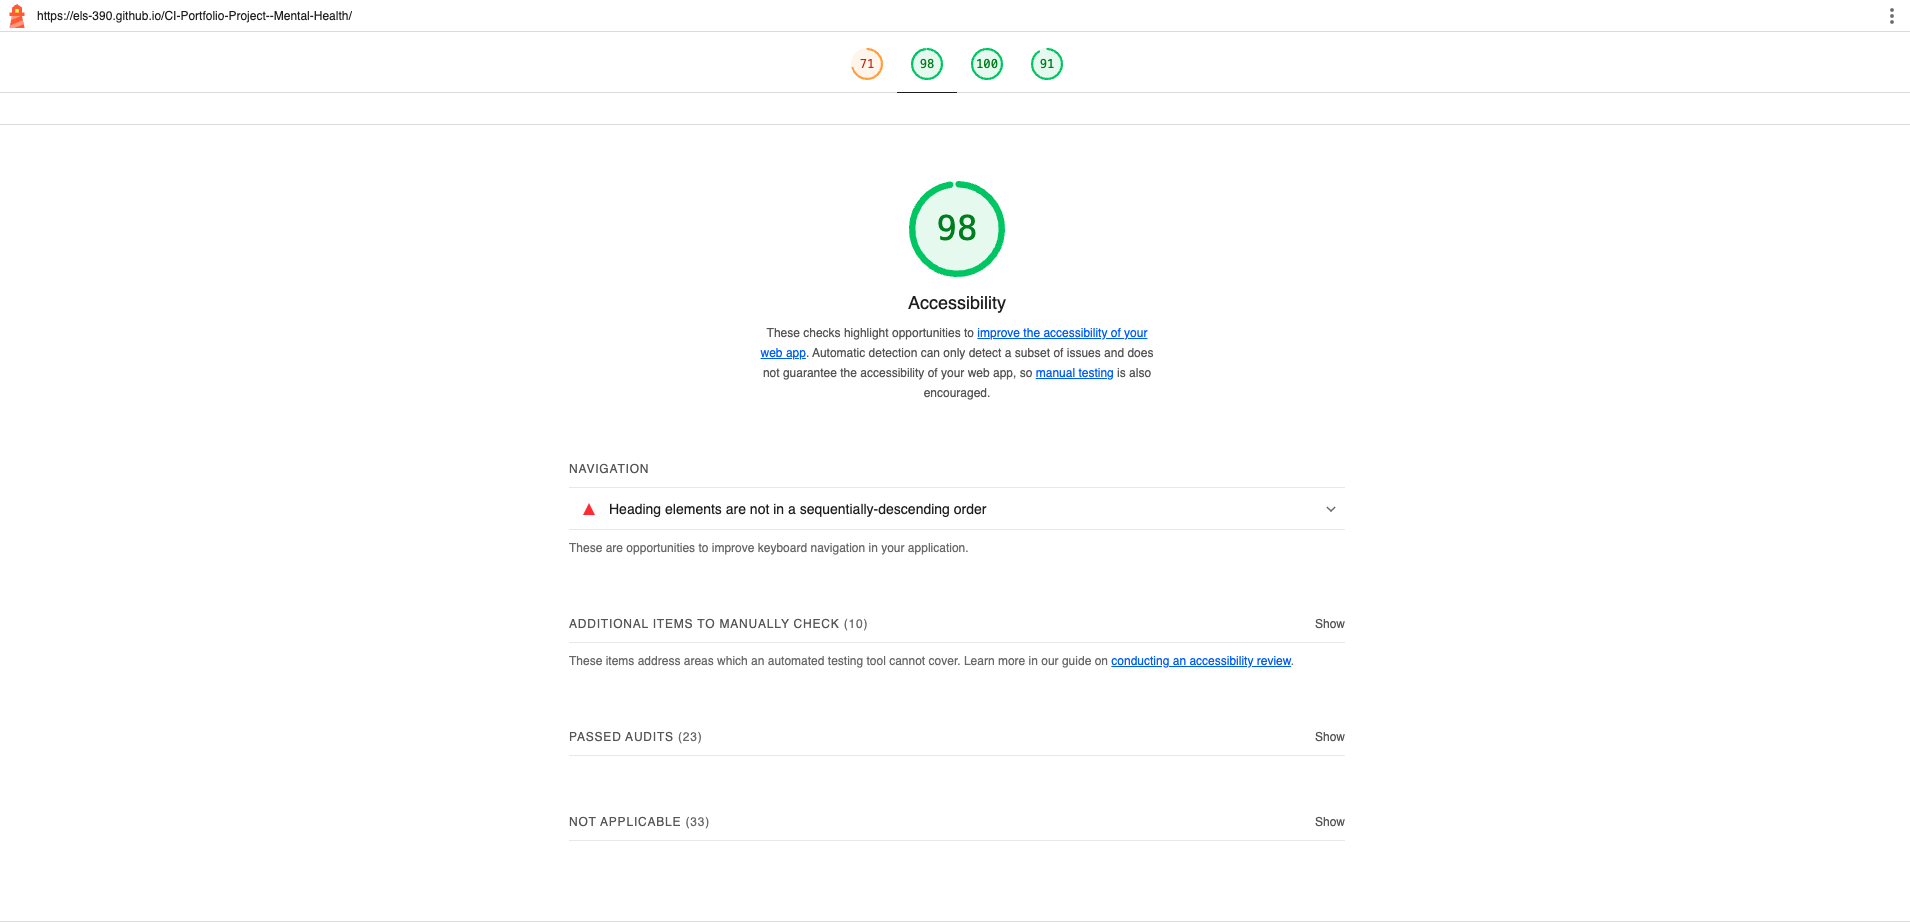 https://els-390.github.io/CI-Portfolio-Project--Mental-Health/
71 98 100 91
98
Accessibility
These checks highlight opportunities to improve the accessibility of your
web app. Automatic detection can only detect a subset of issues and does
not guarantee the accessibility of your web app, so manual testing is also
encouraged.
NAVIGATION
Heading elements are not in a sequentially-descending order
These are opportunities to improve keyboard navigation in your application.
ADDITIONAL ITEMS TO MANUALLY CHECK (10) Show
These items address areas which an automated testing tool cannot cover. Learn more in our guide on conducting an accessibility review.
PASSED AUDITS (23) Show
NOT APPLICABLE (33) Show